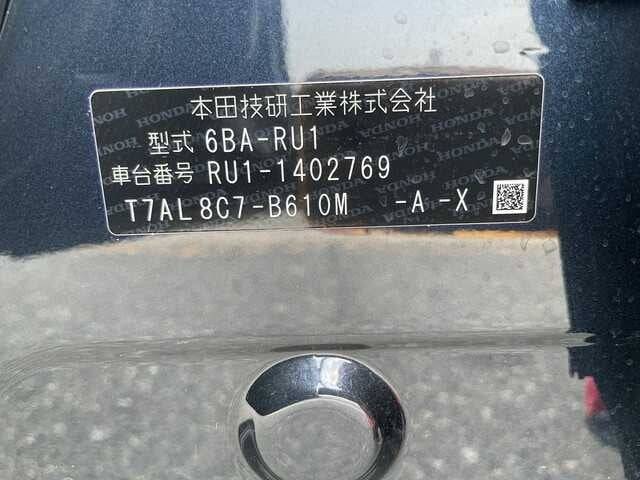 本田技研工業株式会社
型式 6BA-RU1
車台番号 RU1-1402769
T7AL8C7-B610M -A-X